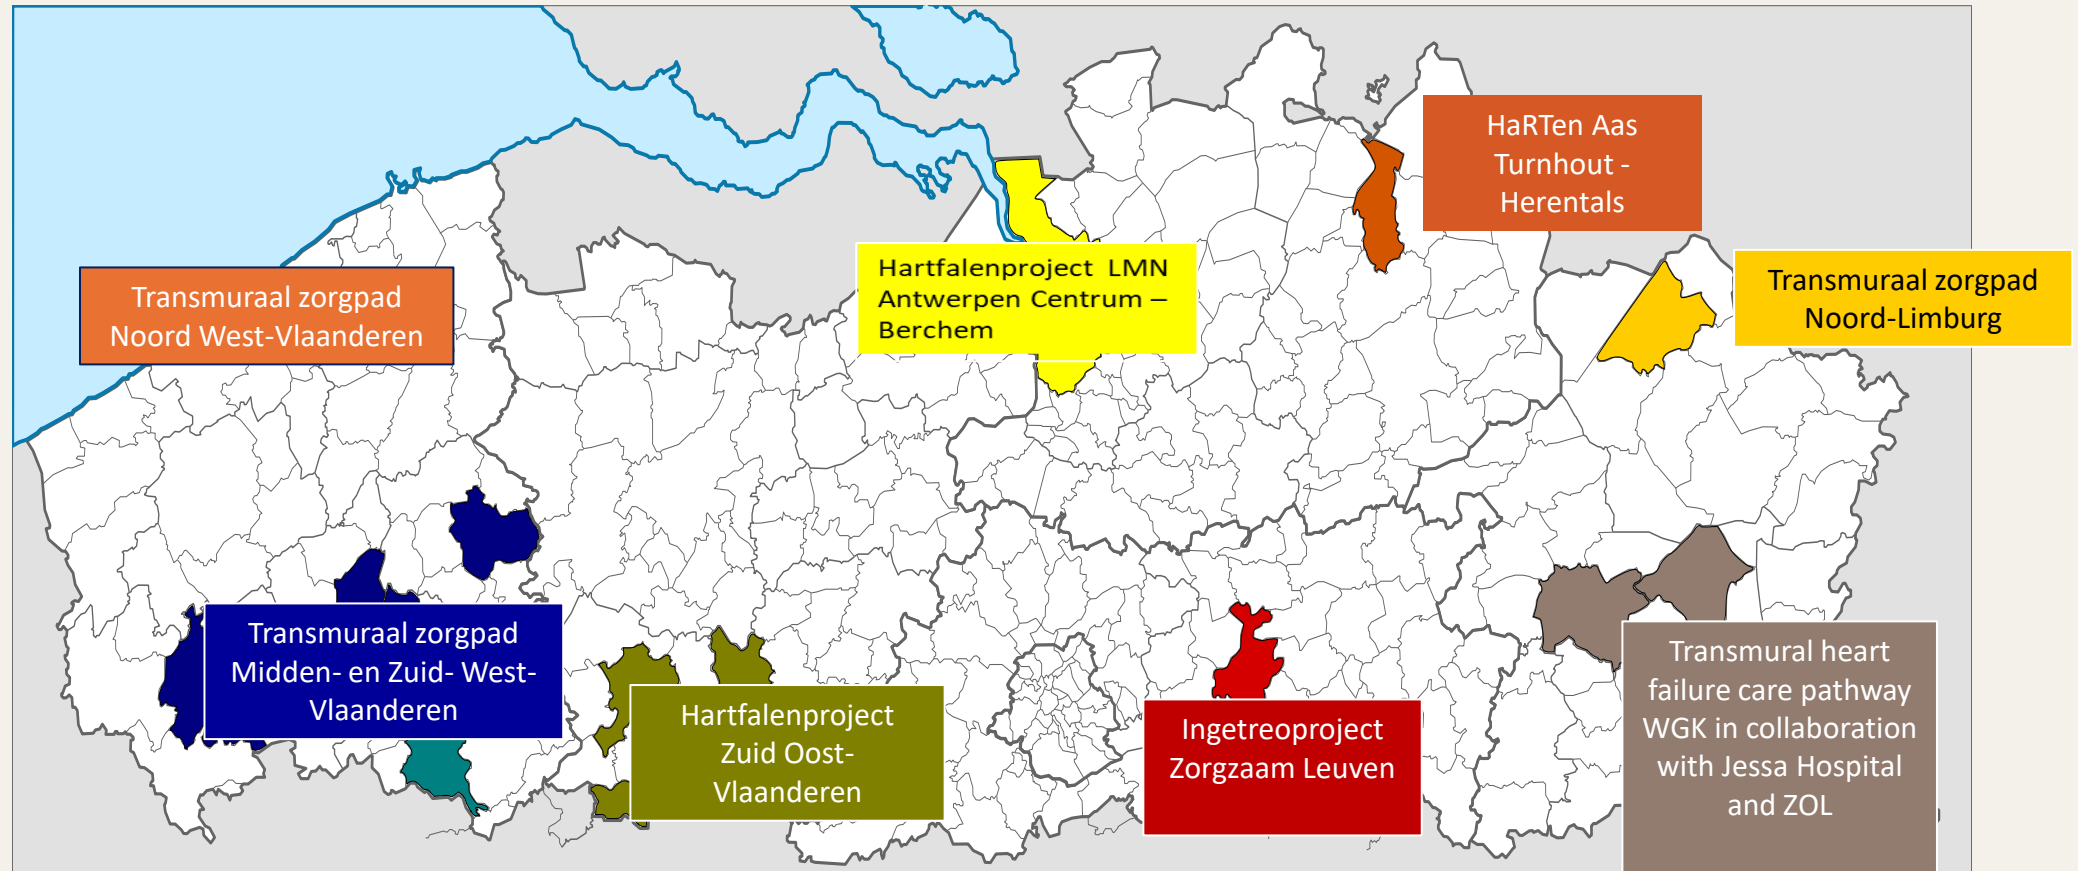 HaRTen Aas
Turnhout -
Herentals
Hartfalenproject LMN
Antwerpen Centrum –
Berchem
Transmuraal zorgpad
Noord-Limburg
Transmuraal zorgpad
Noord West-Vlaanderen
Transmuraal zorgpad
Midden- en Zuid- West-
Vlaanderen
Hartfalenproject
Zuid Oost-
Vlaanderen
Ingetreoproject
Zorgzaam Leuven
Transmural heart
failure care pathway
WGK in collaboration
with Jessa Hospital
and ZOL